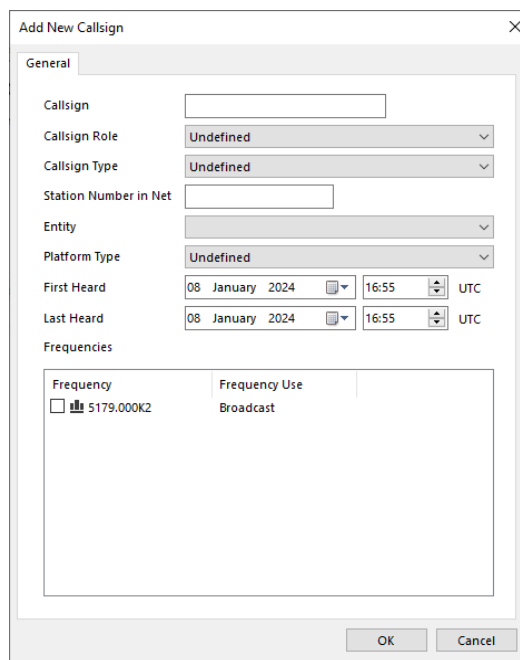 Add New Callsign
General
Callsign
Callsign Role Undefined
Callsign Type Undefined
Station Number in Net
Entity
Platform Type Undefined
First Heard 08 January 2024 16:55 UTC
Last Heard 08 January 2024 16:55 UTC
Frequencies
Frequency Frequency Use
5179.000K2 Broadcast
OK Cancel